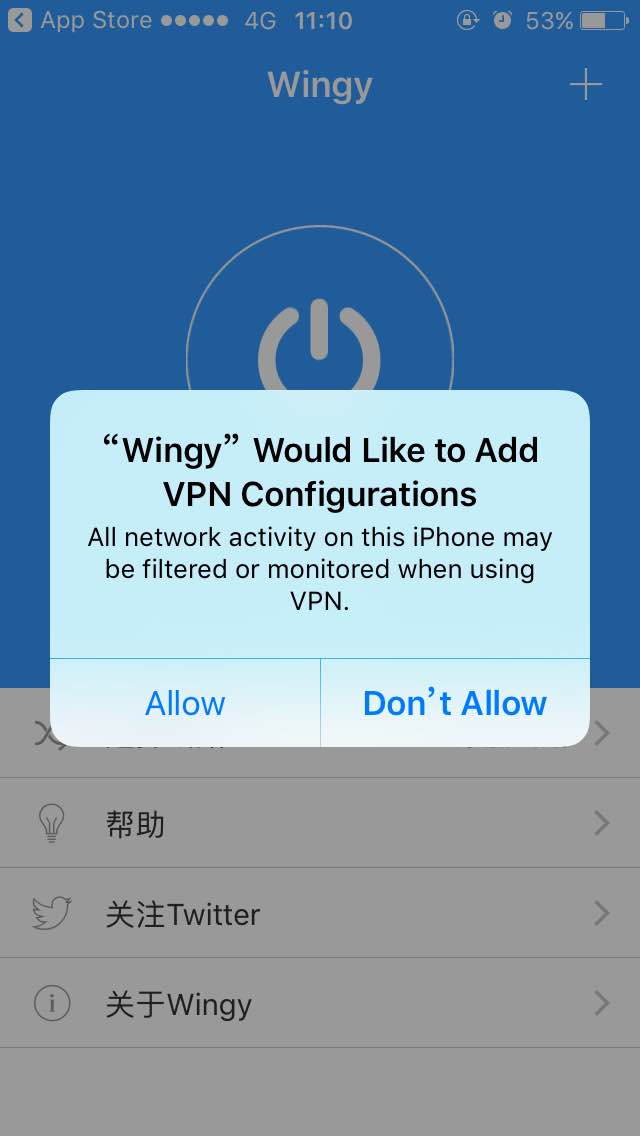 App Store 4G 11:10 53%
Wingy
“Wingy” Would Like to Add
VPN Configurations
All network activity on this iPhone may
be filtered or monitored when using
VPN.
Allow Don’t Allow
帮助
关注Twitter
关于Wingy